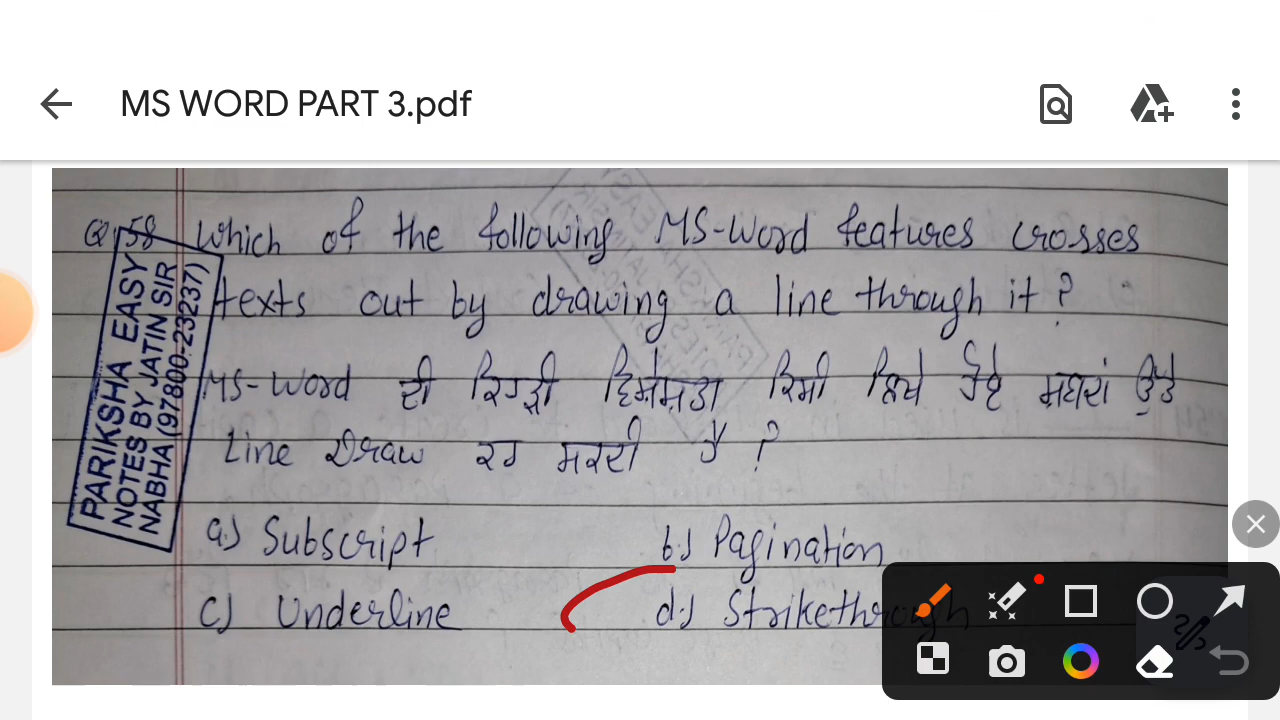 MS WORD PART 3.pdf
Q.58 Which of the following MS-Word features crosses
texts out by drawing a line through it ?
MS-Word ਦੀ ਕਿਹੜੀ ਵਿਸ਼ੇਸ਼ਤਾ ਕਿਸੀ ਲਿਖੇ ਹੋਏ ਸ਼ਬਦਾਂ ਉੱਤੇ
Line Draw ਕਰ ਸਕਦੀ ਹੈ ?
a.) Subscript b.) Pagination
c) Underline d.) Strikethrough
PARIKSHA EASY
NOTES BY JATIN SIR
NABHA (97800-23237)